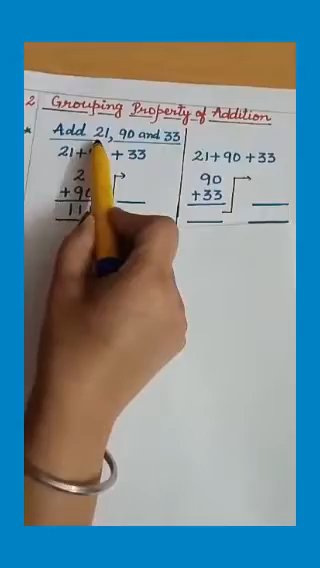 2 Grouping Property of Addition
* Add 21, 90 and 33
21+ + 33
2
+90
11
21+90+33
90
+33